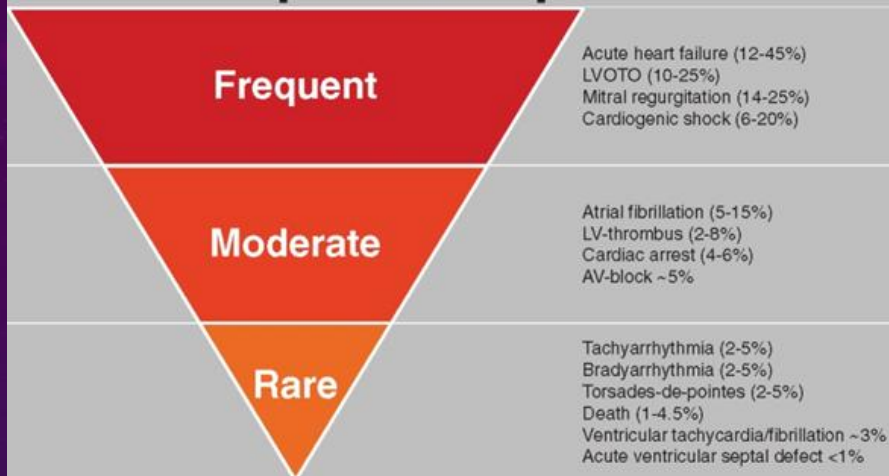 Frequent
Acute heart failure (12-45%)
LVOTO (10-25%)
Mitral regurgitation (14-25%)
Cardiogenic shock (6-20%)
Moderate
Atrial fibrillation (5-15%)
LV-thrombus (2-8%)
Cardiac arrest (4-6%)
AV-block ~5%
Rare
Tachyarrhythmia (2-5%)
Bradyarrhythmia (2-5%)
Torsades-de-pointes (2-5%)
Death (1-4.5%)
Ventricular tachycardia/fibrillation ~3%
Acute ventricular septal defect <1%